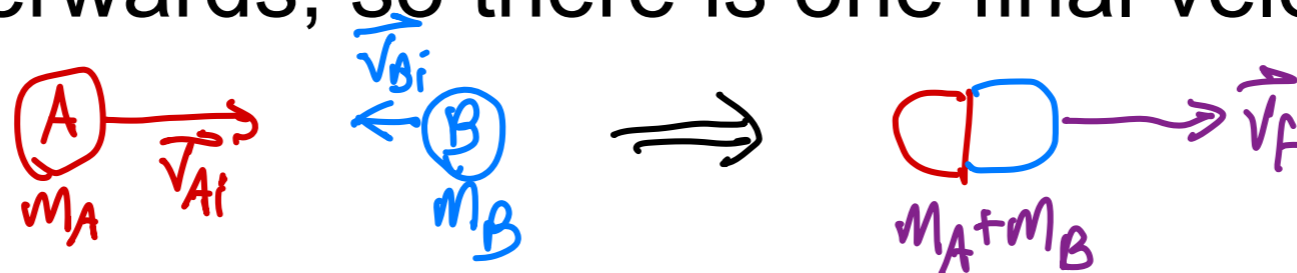 erwards, so there is one final velo
V⃗Bi
A B
V⃗Ai V⃗f
mA mB mA+mB